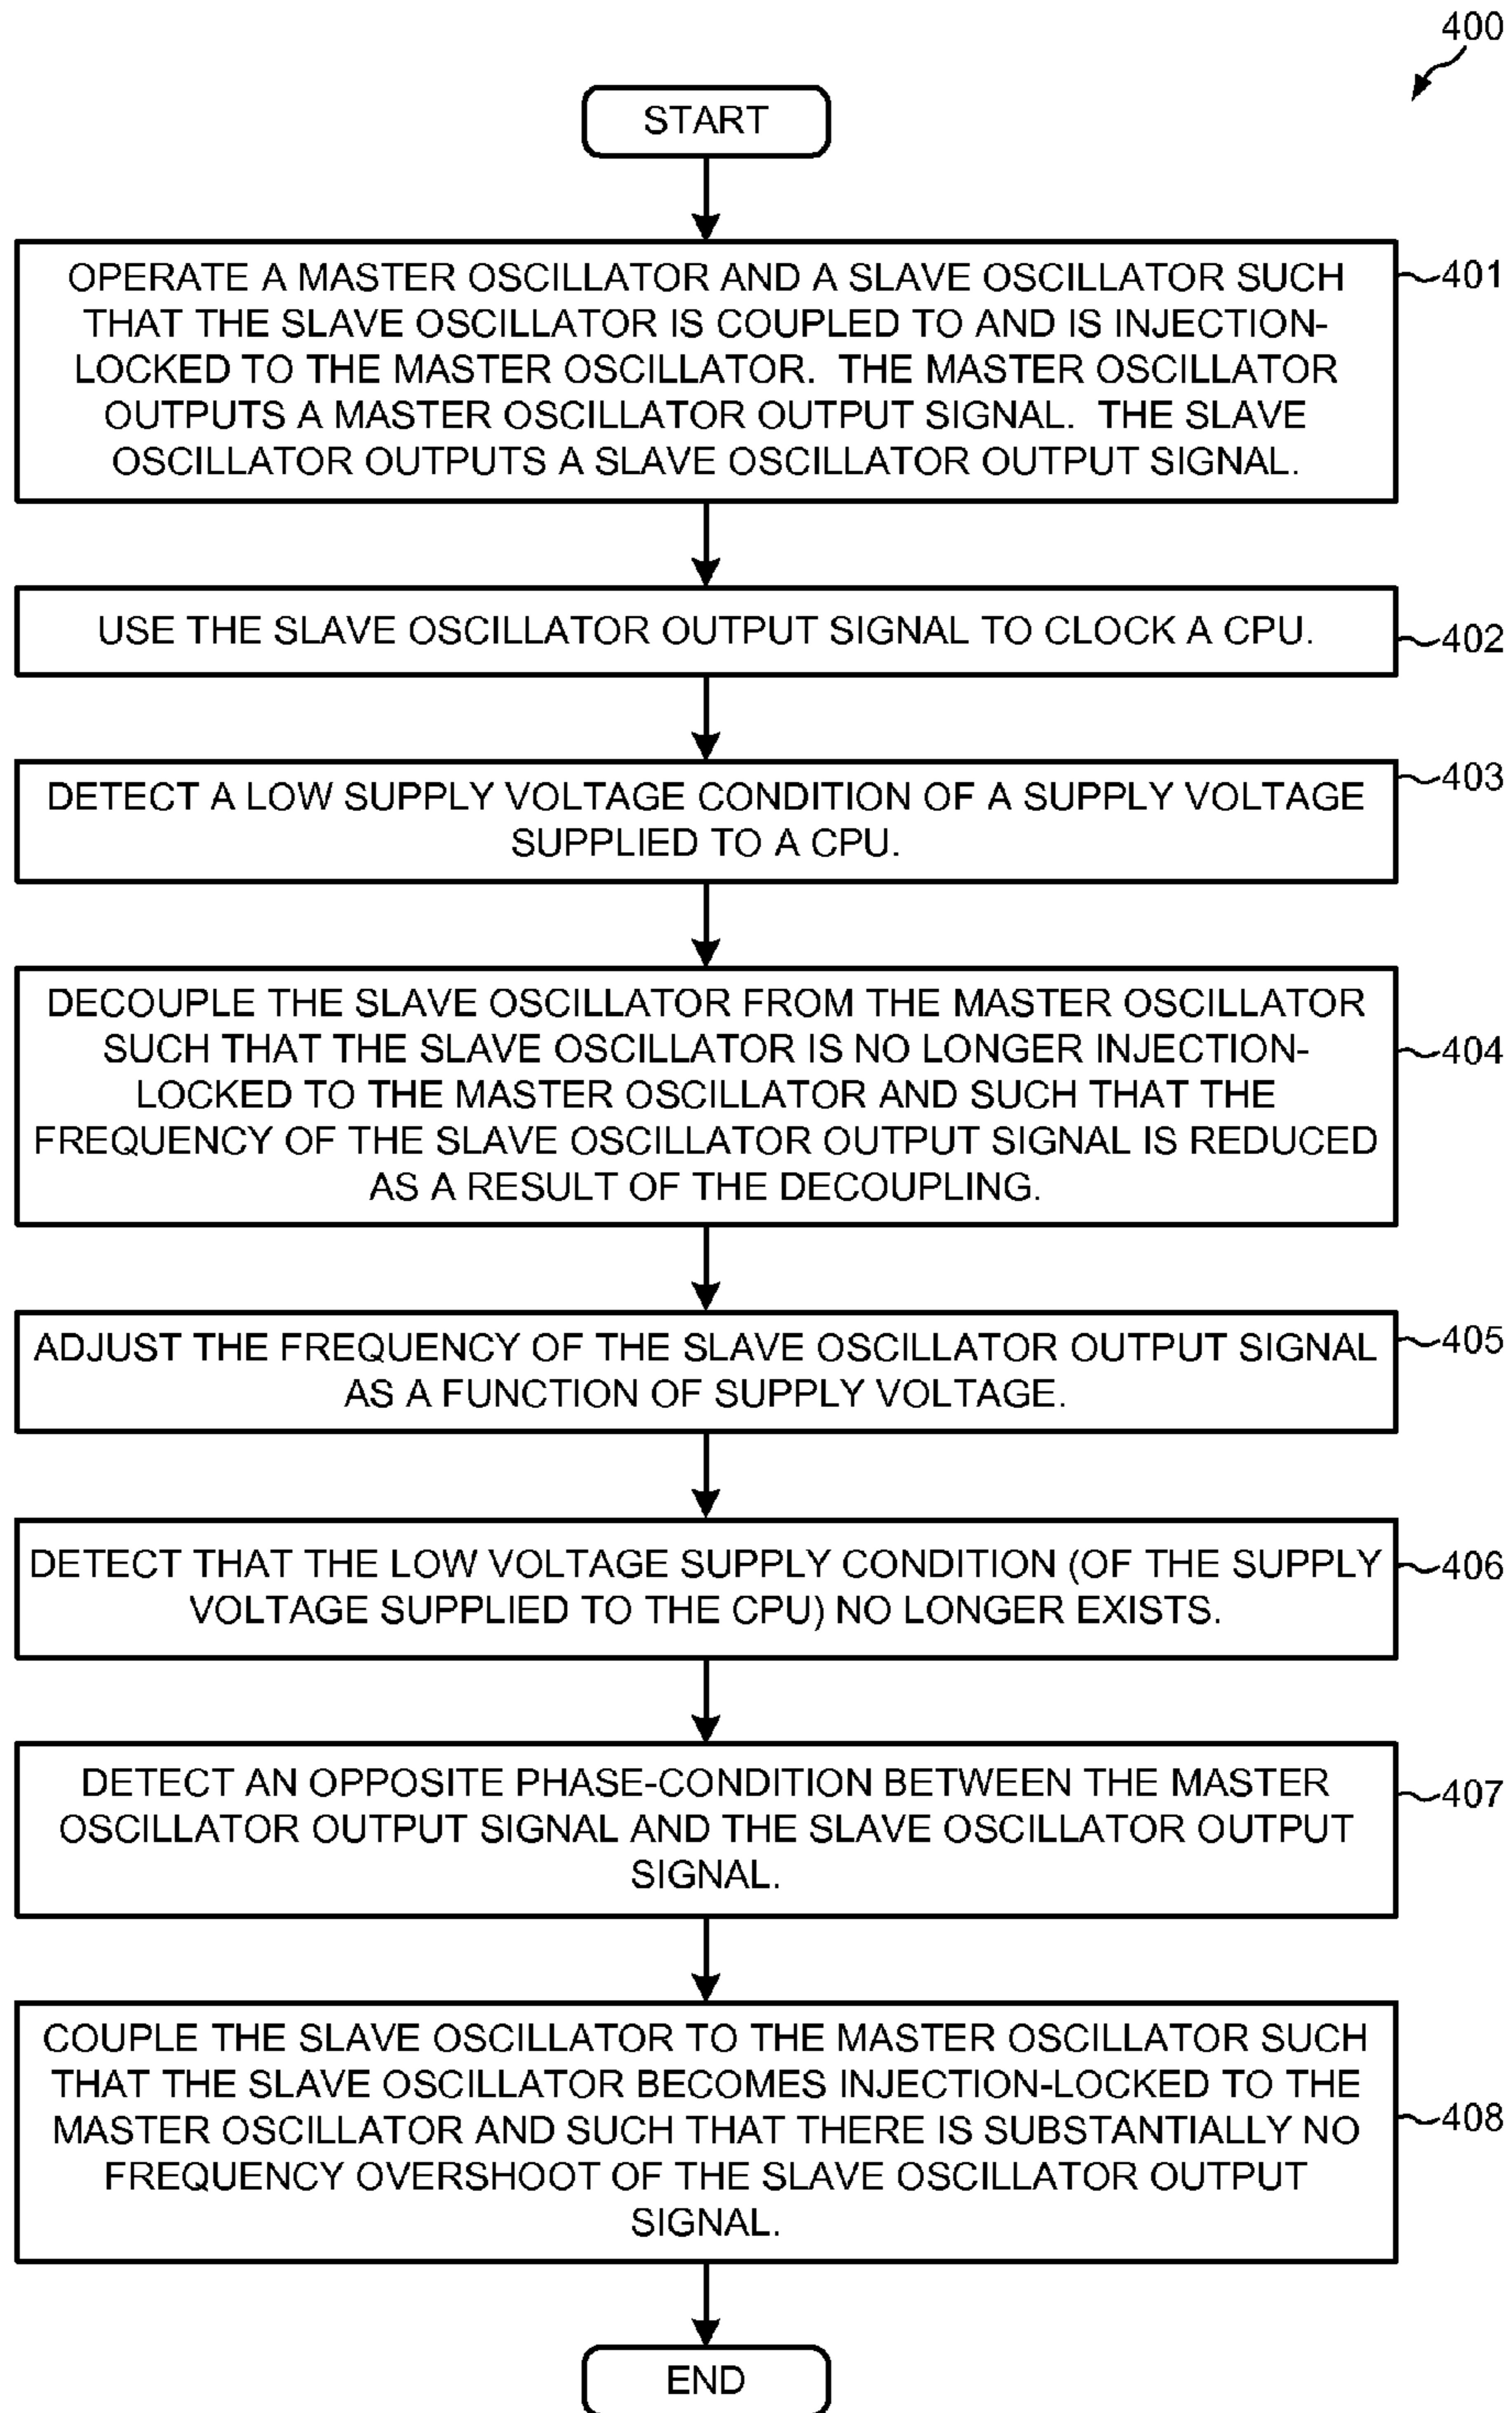 400
START
OPERATE A MASTER OSCILLATOR AND A SLAVE OSCILLATOR SUCH
THAT THE SLAVE OSCILLATOR IS COUPLED TO AND IS INJECTION-
LOCKED TO THE MASTER OSCILLATOR. THE MASTER OSCILLATOR
OUTPUTS A MASTER OSCILLATOR OUTPUT SIGNAL. THE SLAVE
OSCILLATOR OUTPUTS A SLAVE OSCILLATOR OUTPUT SIGNAL.
401
USE THE SLAVE OSCILLATOR OUTPUT SIGNAL TO CLOCK A CPU.
402
DETECT A LOW SUPPLY VOLTAGE CONDITION OF A SUPPLY VOLTAGE
SUPPLIED TO A CPU.
403
DECOUPLE THE SLAVE OSCILLATOR FROM THE MASTER OSCILLATOR
SUCH THAT THE SLAVE OSCILLATOR IS NO LONGER INJECTION-
LOCKED TO THE MASTER OSCILLATOR AND SUCH THAT THE
FREQUENCY OF THE SLAVE OSCILLATOR OUTPUT SIGNAL IS REDUCED
AS A RESULT OF THE DECOUPLING.
404
ADJUST THE FREQUENCY OF THE SLAVE OSCILLATOR OUTPUT SIGNAL
AS A FUNCTION OF SUPPLY VOLTAGE.
405
DETECT THAT THE LOW VOLTAGE SUPPLY CONDITION (OF THE SUPPLY
VOLTAGE SUPPLIED TO THE CPU) NO LONGER EXISTS.
406
DETECT AN OPPOSITE PHASE-CONDITION BETWEEN THE MASTER
OSCILLATOR OUTPUT SIGNAL AND THE SLAVE OSCILLATOR OUTPUT
SIGNAL.
407
COUPLE THE SLAVE OSCILLATOR TO THE MASTER OSCILLATOR SUCH
THAT THE SLAVE OSCILLATOR BECOMES INJECTION-LOCKED TO THE
MASTER OSCILLATOR AND SUCH THAT THERE IS SUBSTANTIALLY NO
FREQUENCY OVERSHOOT OF THE SLAVE OSCILLATOR OUTPUT
SIGNAL.
408
END